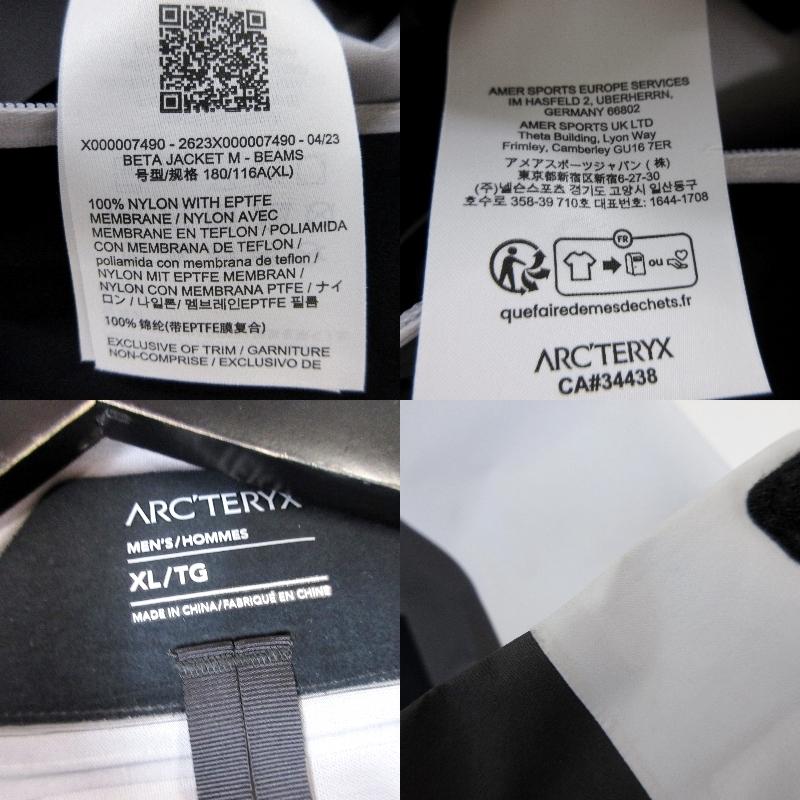 X000007490 - 2623X000007490 - 04/23
BETA JACKET M - BEAMS
号型/规格 180/116A(XL)
100% NYLON WITH EPTFE
MEMBRANE / NYLON AVEC
MEMBRANE EN TEFLON / POLIAMIDA
CON MEMBRANA DE TEFLON /
poliamida con membrana de teflon /
NYLON MIT EPTFE MEMBRAN /
NYLON CON MEMBRANA PTFE / ナイ
ロン / 나일론/ 멤브레인EPTFE 필름
100% 锦纶(带EPTFE膜复合)
EXCLUSIVE OF TRIM / GARNITURE
NON-COMPRISE / EXCLUSIVO DE
AMER SPORTS EUROPE SERVICES
IM HASFELD 2, UBERHERRN,
GERMANY 66802
AMER SPORTS UK LTD
Theta Building, Lyon Way
Frimley, Camberley GU16 7ER
アメアスポーツジャパン (株)
東京都新宿区新宿6-27-30
(주)넬슨스포츠 경기도 고양시 일산동구
호수로 358-39 710호 대표번호: 1644-1708
FR
ou
quefairedemesdechets.fr
ARC'TERYX
CA#34438
ARC'TERYX
MEN'S/HOMMES
XL/TG
MADE IN CHINA/FABRIQUÉ EN CHINE